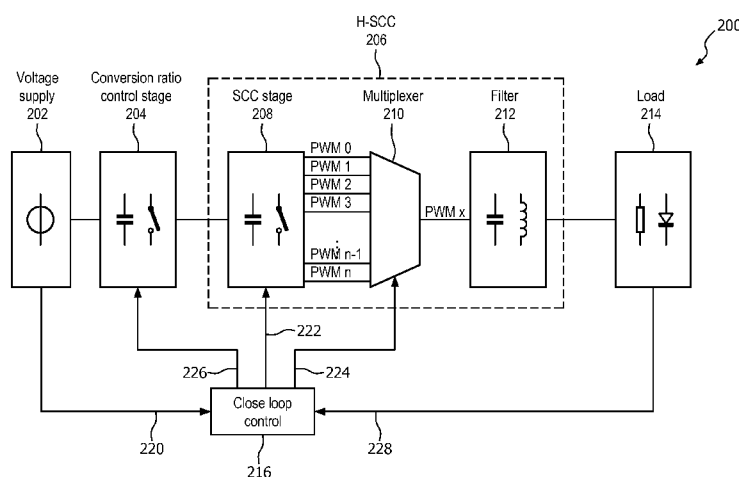 H-SCC
206
200
Voltage
supply
202
Conversion ratio
control stage
204
SCC stage
208
Multiplexer
210
Filter
212
Load
214
PWM 0
PWM 1
PWM 2
PWM 3
PWM n-1
PWM n
PWM x
222
226
224
Close loop
control
220
216
228